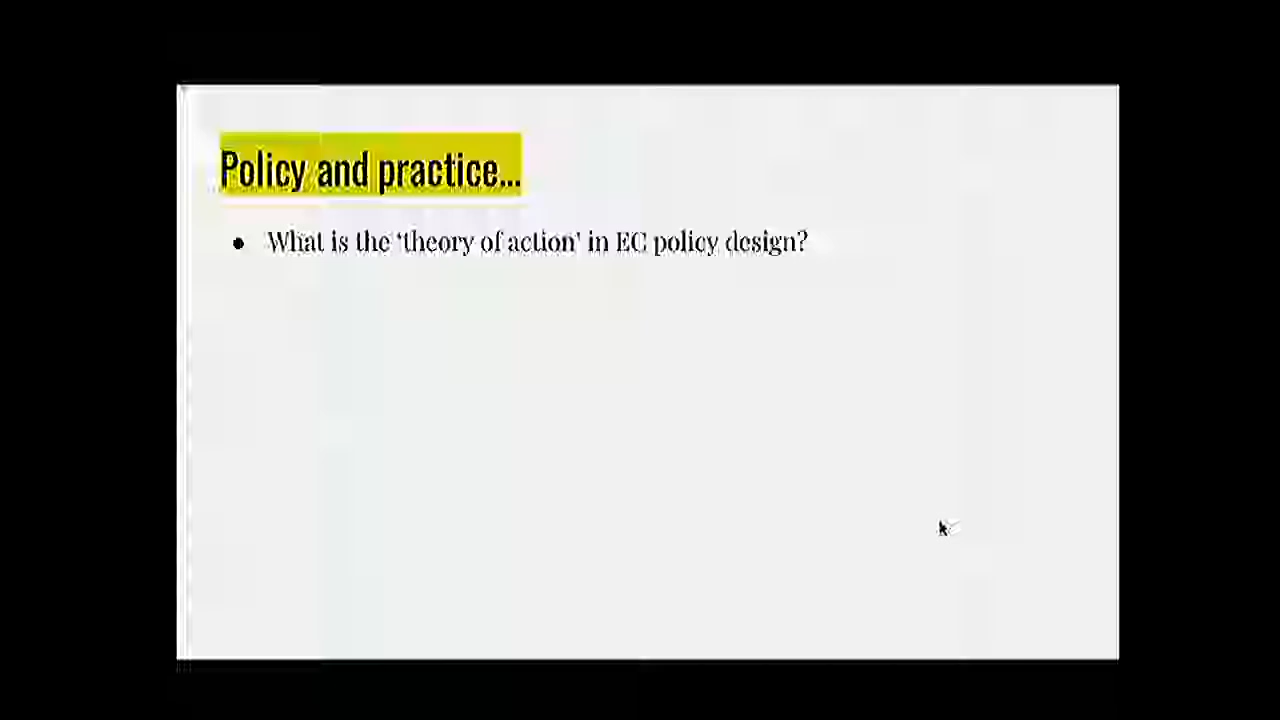 Policy and practice...
● What is the ‘theory of action’ in EC policy design?